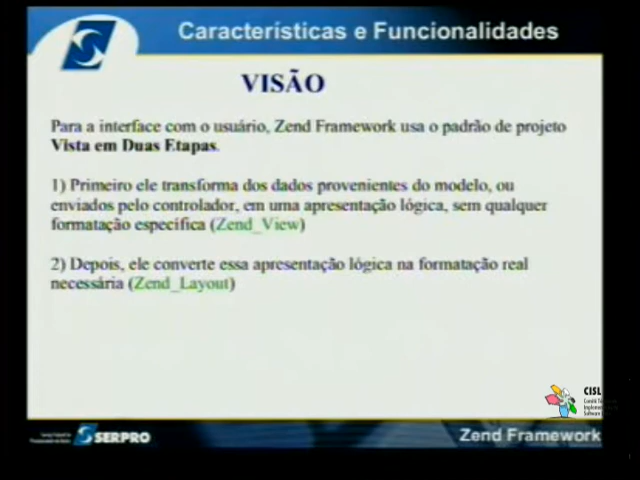 Características e Funcionalidades
VISÃO
Para a interface com o usuário, Zend Framework usa o padrão de projeto
Vista em Duas Etapas.
1) Primeiro ele transforma dos dados provenientes do modelo, ou
enviados pelo controlador, em uma apresentação lógica, sem qualquer
formatação específica (Zend_View)
2) Depois, ele converte essa apresentação lógica na formatação real
necessária (Zend_Layout)
CISL
SERPRO
Zend Framework